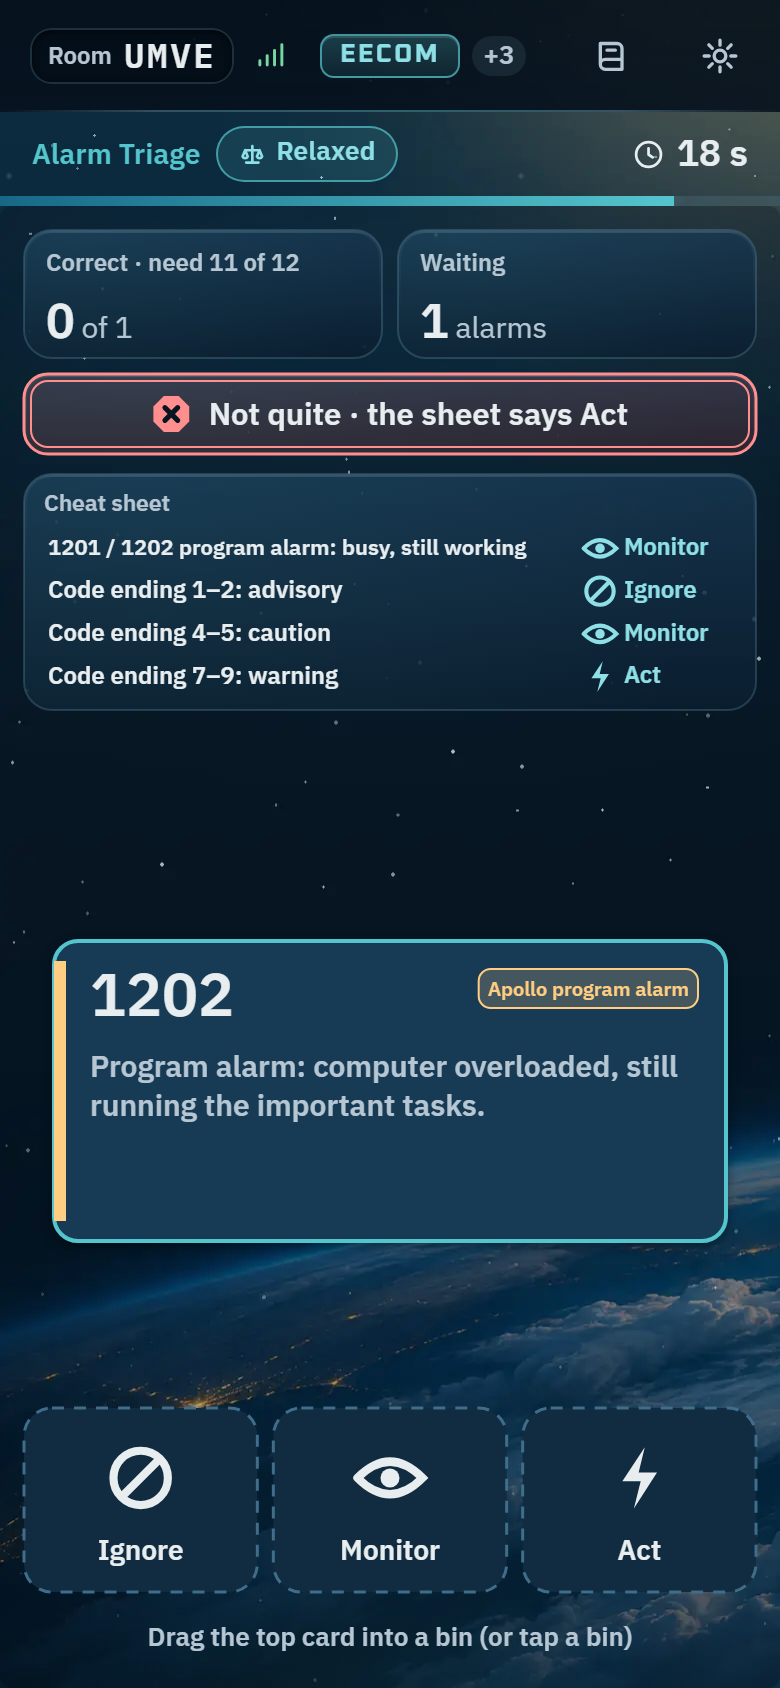 Room UMVE
EECOM
+3
Alarm Triage
Relaxed
18 s
Correct · need 11 of 12
0 of 1
Waiting
1 alarms
Not quite · the sheet says Act
Cheat sheet
1201 / 1202 program alarm: busy, still working
Monitor
Code ending 1–2: advisory
Ignore
Code ending 4–5: caution
Monitor
Code ending 7–9: warning
Act
1202
Apollo program alarm
Program alarm: computer overloaded, still
running the important tasks.
Ignore
Monitor
Act
Drag the top card into a bin (or tap a bin)